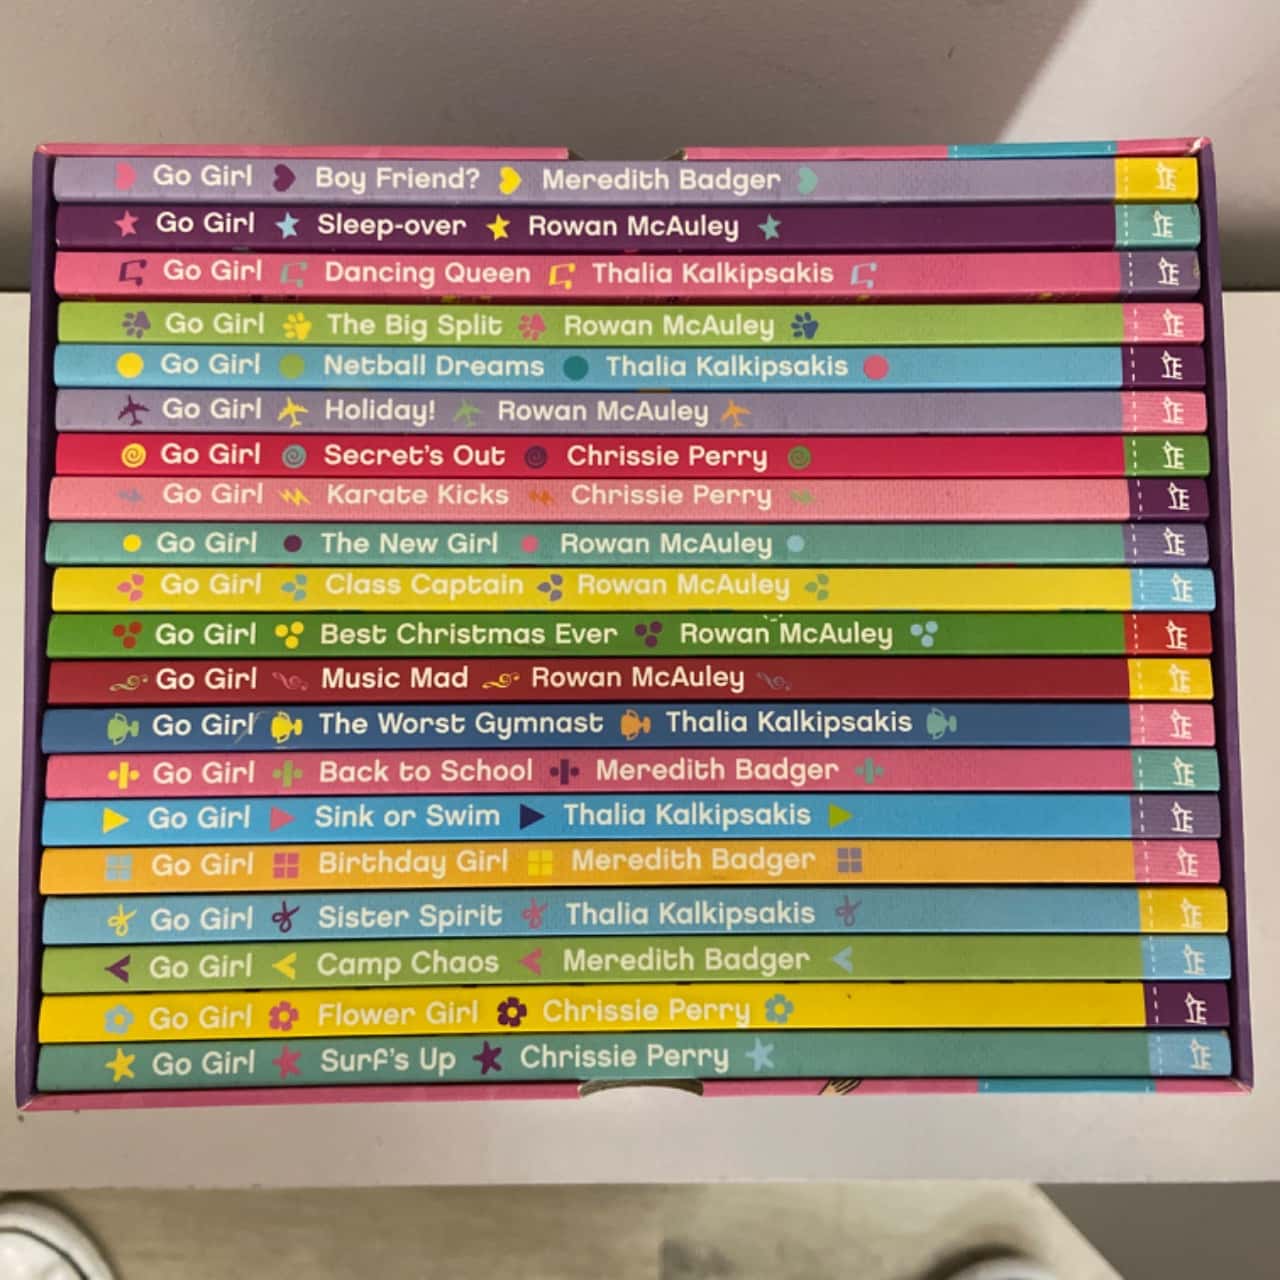 Go Girl Boy Friend? Meredith Badger
Go Girl Sleep-over Rowan McAuley
Go Girl Dancing Queen Thalia Kalkipsakis
Go Girl The Big Split Rowan McAuley
Go Girl Netball Dreams Thalia Kalkipsakis
Go Girl Holiday! Rowan McAuley
Go Girl Secret's Out Chrissie Perry
Go Girl Karate Kicks Chrissie Perry
Go Girl The New Girl Rowan McAuley
Go Girl Class Captain Rowan McAuley
Go Girl Best Christmas Ever Rowan McAuley
Go Girl Music Mad Rowan McAuley
Go Girl The Worst Gymnast Thalia Kalkipsakis
Go Girl Back to School Meredith Badger
Go Girl Sink or Swim Thalia Kalkipsakis
Go Girl Birthday Girl Meredith Badger
Go Girl Sister Spirit Thalia Kalkipsakis
Go Girl Camp Chaos Meredith Badger
Go Girl Flower Girl Chrissie Perry
Go Girl Surf's Up Chrissie Perry